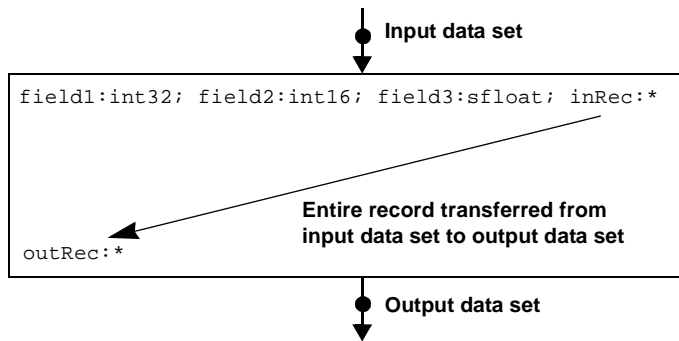 Input data set
field1:int32; field2:int16; field3:sfloat; inRec:*
Entire record transferred from
input data set to output data set
outRec:*
Output data set